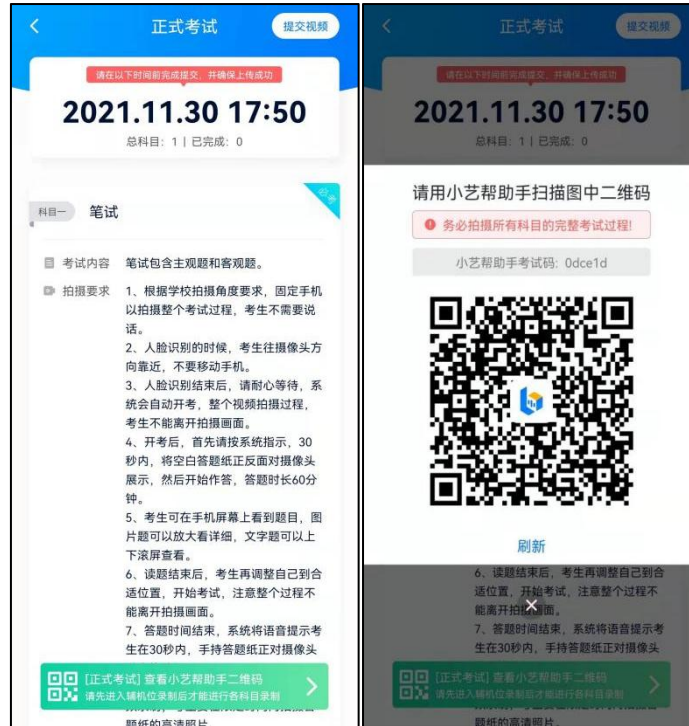 正式考试
提交视频
请在以下时间前完成提交，并确保上传成功
2021.11.30 17:50
总科目：1 | 已完成：0
必考
科目一
笔试
考试内容
笔试包含主观题和客观题。
拍摄要求
1、根据学校拍摄角度要求，固定手机
以拍摄整个考试过程，考生不需要说
话。
2、人脸识别的时候，考生往摄像头方
向靠近，不要移动手机。
3、人脸识别结束后，请耐心等待，系
统会自动开考，整个视频拍摄过程，
考生不能离开拍摄画面。
4、开考后，首先请按系统指示，30
秒内，将空白答题纸正反面对摄像头
展示，然后开始作答，答题时长60分
钟。
5、考生可在手机屏幕上看到题目，图
片题可以放大看详细，文字题可以上
下滚屏查看。
6、读题结束后，考生再调整自己到合
适位置，开始考试，注意整个过程不
能离开拍摄画面。
7、答题时间结束，系统将语音提示考
生在30秒内，手持答题纸正对摄像头
[正式考试] 查看小艺帮助手二维码
请先进入辅机位录制后才能进行各科目录制
题纸的高清照片
正式考试
提交视频
请在以下时间前完成提交，并确保上传成功
2021.11.30 17:50
总科目：1 | 已完成：0
请用小艺帮助手扫描图中二维码
务必拍摄所有科目的完整考试过程!
小艺帮助手考试码：0dce1d
刷新
6、读题结束后，考生再调整自己到合
适位置，开始考试，注意整个过程不
能离开拍摄画面。
7、答题时间结束，系统将语音提示考
生在30秒内，手持答题纸正对摄像头
[正式考试] 查看小艺帮助手二维码
请先进入辅机位录制后才能进行各科目录制
题纸的高清照片